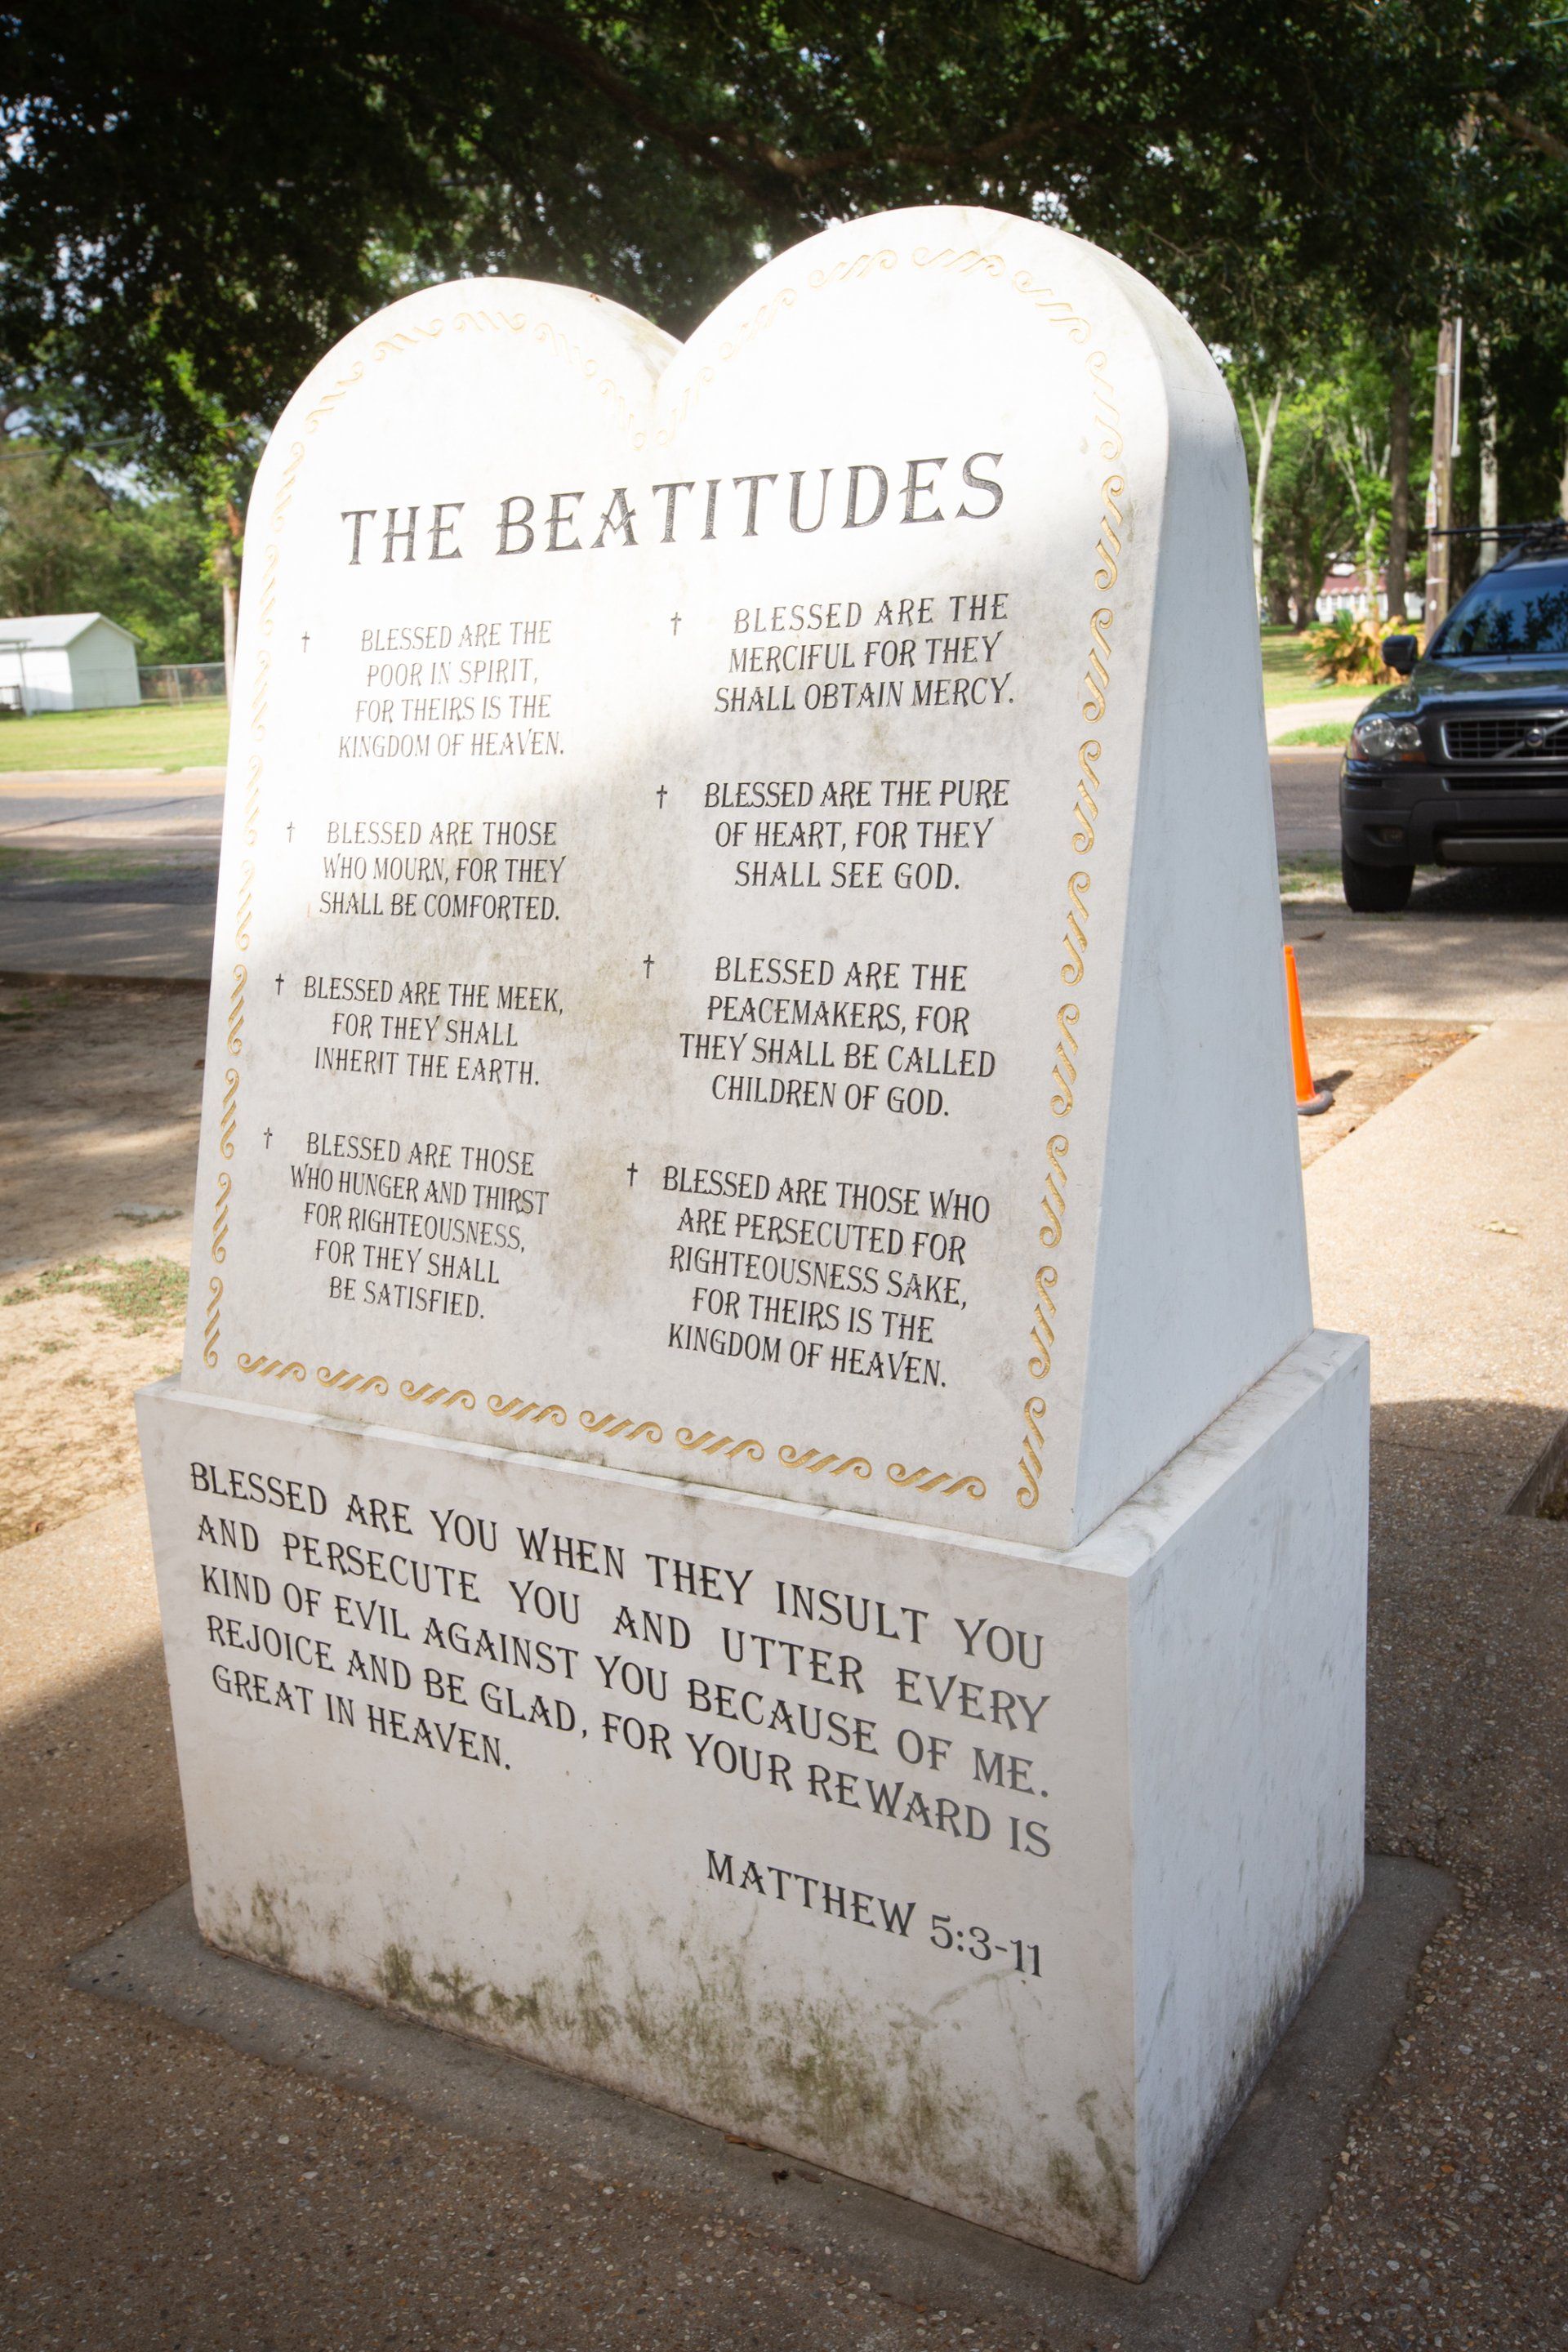 THE BEATITUDES
† BLESSED ARE THE
POOR IN SPIRIT,
FOR THEIRS IS THE
KINGDOM OF HEAVEN.
† BLESSED ARE THOSE
WHO MOURN, FOR THEY
SHALL BE COMFORTED.
† BLESSED ARE THE MEEK,
FOR THEY SHALL
INHERIT THE EARTH.
† BLESSED ARE THOSE
WHO HUNGER AND THIRST
FOR RIGHTEOUSNESS,
FOR THEY SHALL
BE SATISFIED.
† BLESSED ARE THE
MERCIFUL FOR THEY
SHALL OBTAIN MERCY.
† BLESSED ARE THE PURE
OF HEART, FOR THEY
SHALL SEE GOD.
† BLESSED ARE THE
PEACEMAKERS, FOR
THEY SHALL BE CALLED
CHILDREN OF GOD.
† BLESSED ARE THOSE WHO
ARE PERSECUTED FOR
RIGHTEOUSNESS SAKE,
FOR THEIRS IS THE
KINGDOM OF HEAVEN.
BLESSED ARE YOU WHEN THEY INSULT YOU
AND PERSECUTE YOU AND UTTER EVERY
KIND OF EVIL AGAINST YOU BECAUSE OF ME.
REJOICE AND BE GLAD, FOR YOUR REWARD IS
GREAT IN HEAVEN.
MATTHEW 5:3-11